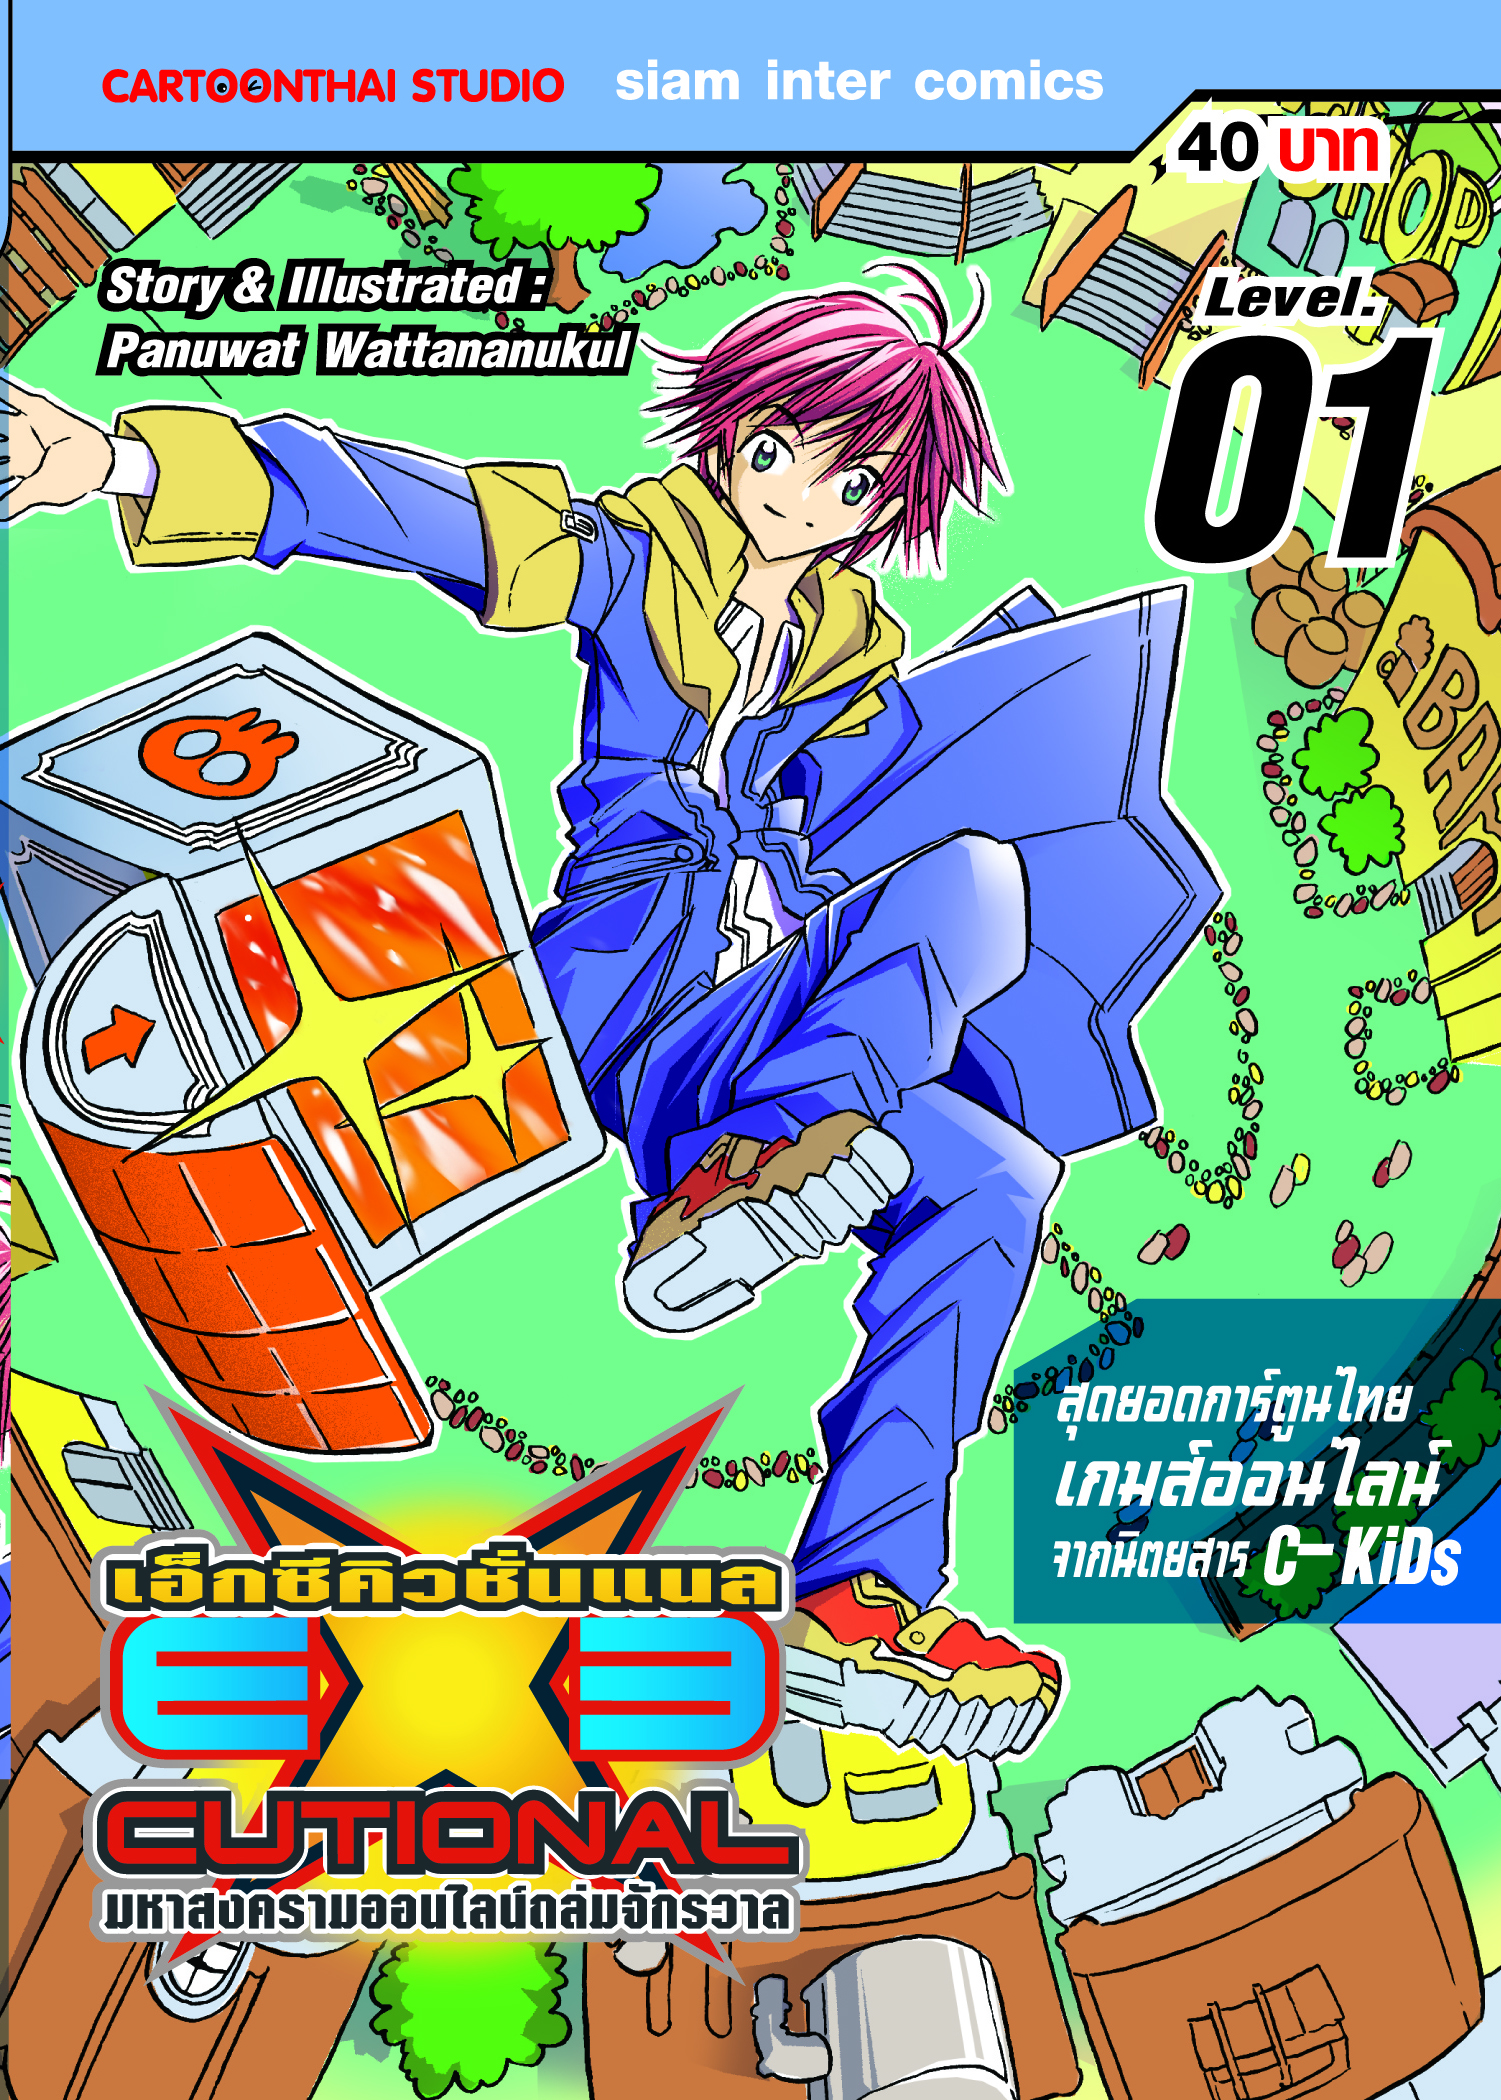 CARTOONTHAI STUDIO
siam inter comics
40 บาท
SHOP
Story & Illustrated :
Panuwat Wattananukul
Level.
01
สุดยอดการ์ตูนไทย
เกมส์ออนไลน์
จากนิตยสาร C-KiDs
เอ็กซีคิวชั่นแนล
EXE
CUTIONAL
มหาสงครามออนไลน์ถล่มจักรวาล